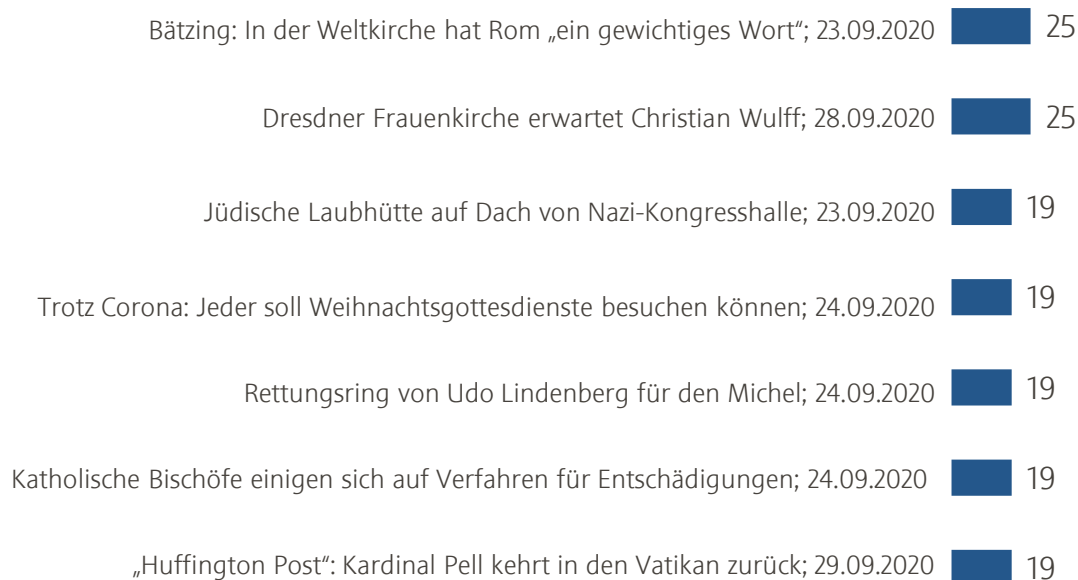 Bätzing: In der Weltkirche hat Rom „ein gewichtiges Wort“; 23.09.2020 25
Dresdner Frauenkirche erwartet Christian Wulff; 28.09.2020 25
Jüdische Laubhütte auf Dach von Nazi-Kongresshalle; 23.09.2020 19
Trotz Corona: Jeder soll Weihnachtsgottesdienste besuchen können; 24.09.2020 19
Rettungsring von Udo Lindenberg für den Michel; 24.09.2020 19
Katholische Bischöfe einigen sich auf Verfahren für Entschädigungen; 24.09.2020 19
„Huffington Post“: Kardinal Pell kehrt in den Vatikan zurück; 29.09.2020 19